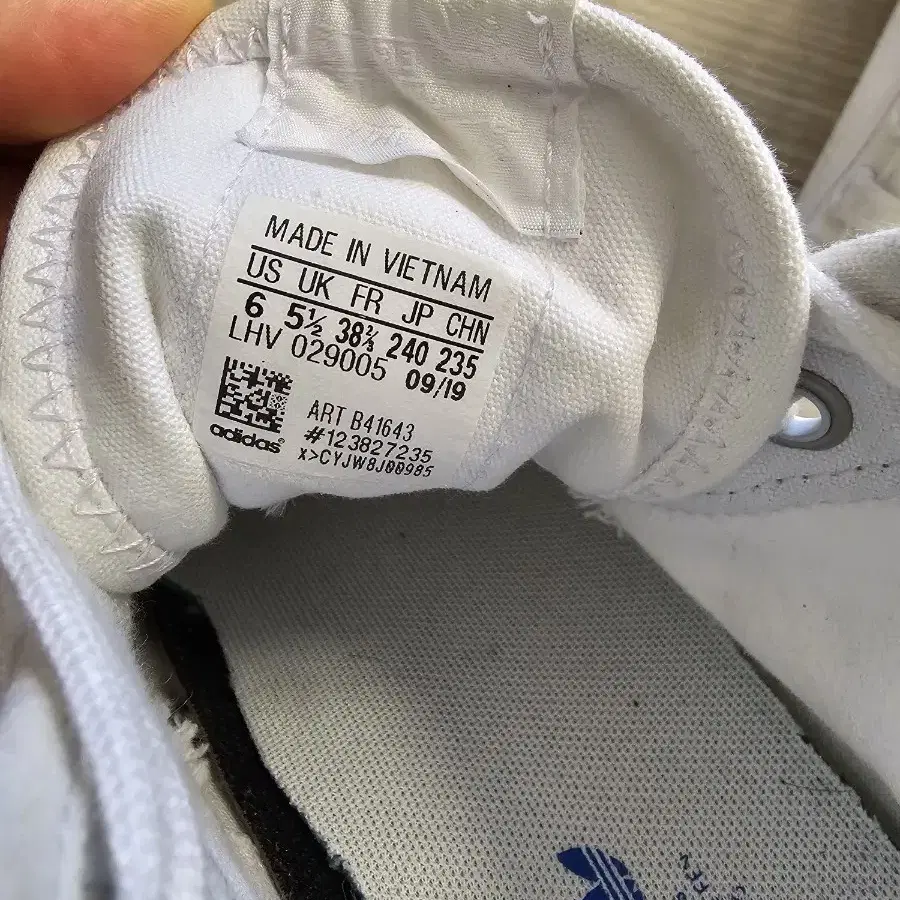 MADE IN VIETNAM
US UK FR JP CHN
6 5½ 38⅔ 240 235
LHV 029005 09/19
ART B41643
#123827235
adidas® X>CYJW8J00985